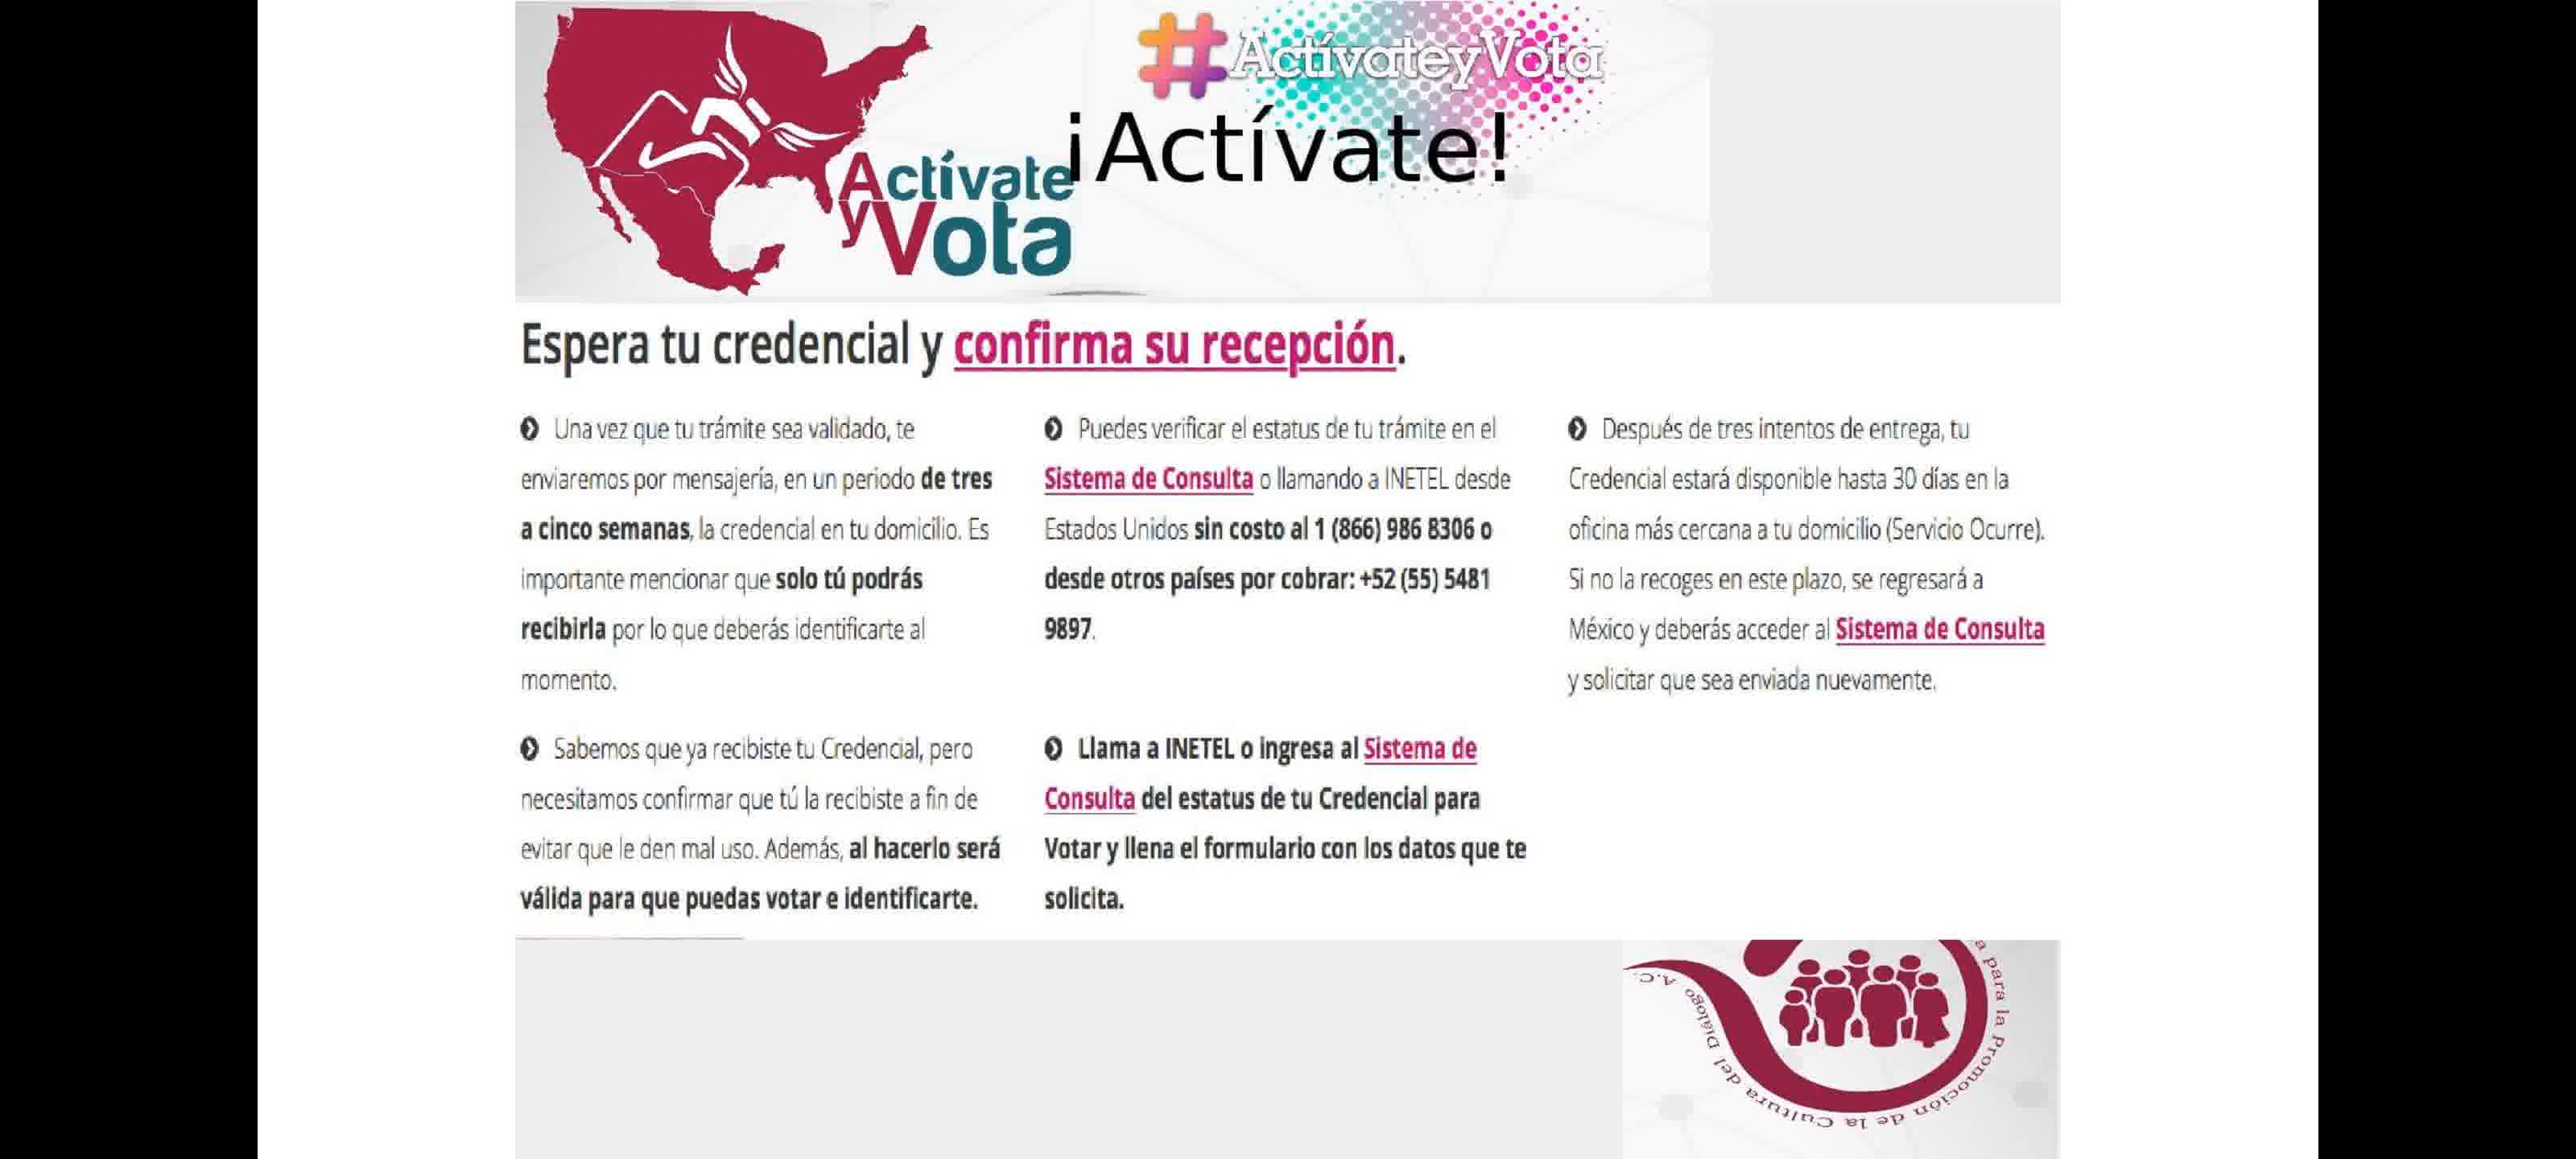 #ActívateyVota
¡Actívate!
Actívate
y Vota
Espera tu credencial y confirma su recepción.
Una vez que tu trámite sea validado, te
enviaremos por mensajería, en un periodo de tres
a cinco semanas, la credencial en tu domicilio. Es
importante mencionar que solo tú podrás
recibirla por lo que deberás identificarte al
momento.
Puedes verificar el estatus de tu trámite en el
Sistema de Consulta o llamando a INETEL desde
Estados Unidos sin costo al 1 (866) 986 8306 o
desde otros países por cobrar: +52 (55) 5481
9897.
Después de tres intentos de entrega, tu
Credencial estará disponible hasta 30 días en la
oficina más cercana a tu domicilio (Servicio Ocurre).
Si no la recoges en este plazo, se regresará a
México y deberás acceder al Sistema de Consulta
y solicitar que sea enviada nuevamente.
Sabemos que ya recibiste tu Credencial, pero
necesitamos confirmar que tú la recibiste a fin de
evitar que le den mal uso. Además, al hacerlo será
válida para que puedas votar e identificarte.
Llama a INETEL o ingresa al Sistema de
Consulta del estatus de tu Credencial para
Votar y llena el formulario con los datos que te
solicita.
para la Promoción de la Cultura del Diálogo A.C.